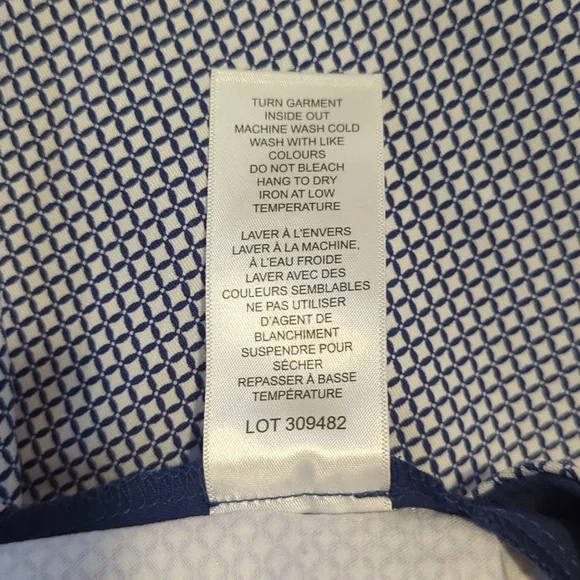 TURN GARMENT
INSIDE OUT
MACHINE WASH COLD
WASH WITH LIKE
COLOURS
DO NOT BLEACH
HANG TO DRY
IRON AT LOW
TEMPERATURE
LAVER À L'ENVERS
LAVER À LA MACHINE,
À L'EAU FROIDE
LAVER AVEC DES
COULEURS SEMBLABLES
NE PAS UTILISER
D'AGENT DE
BLANCHIMENT
SUSPENDRE POUR
SÉCHER
REPASSER À BASSE
TEMPÉRATURE
LOT 309482